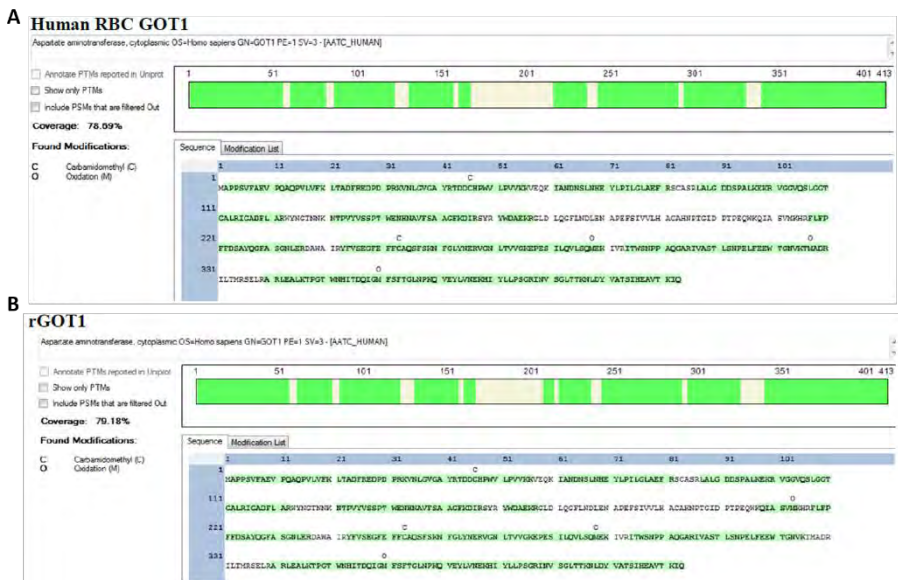 A
Human RBC GOT1
Aspartate aminotransferase, cytoplasmic OS=Homo sapiens GN=GOT1 PE=1 SV=3 - [AATC_HUMAN]
Annotate PTMs reported in Uniprot
Show only PTMs
Include PSMs that are filtered Out
1 51 101 151 201 251 301 351 401 413
Coverage: 78.69%
Found Modifications:
C Carbamidomethyl (C)
O Oxidation (M)
Sequence Modification List
1 11 21 31 41 51 61 71 81 91 101
C
1 MAPPSVFAEV PQAQPVLVFK LTADFREDPD PRKVNLGVGA YRTDDCHPWV LPVVKKVEQK IANDNSLNHE YLPILGLAEF RSCASRLALG DDSPALKEKR VGGVQSLGGT
111 GALRIGADFL ARWYNGTNNK NTPVYVSSPT WENHNAVFSA AGFKDIRSYR YWDAEKRGLD LQGFLNDLEN APEFSIVVLH ACAHNPTGID PTPEQWKQIA SVMKHRFLFP
C O O
221 FFDSAYQGFA SGNLERDAWA IRYFVSEGFE FFCAQSFSKN FGLYNERVGN LTVVGKEPES ILQVLSQMEK IVRITWSNPP AQGARIVAST LSNPELFEEW TGNVKTMADR
O
331 ILTMRSELRA RLEALKTPGT WNHITDQIGM FSFTGLNPKQ VEYLVNEKHI YLLPSGRINV SGLTTKNLDY VATSIHEAVT KIQ
B
rGOT1
Aspartate aminotransferase, cytoplasmic OS=Homo sapiens GN=GOT1 PE=1 SV=3 - [AATC_HUMAN]
Annotate PTMs reported in Uniprot
Show only PTMs
Include PSMs that are filtered Out
1 51 101 151 201 251 301 351 401 413
Coverage: 79.18%
Found Modifications:
C Carbamidomethyl (C)
O Oxidation (M)
Sequence Modification List
1 11 21 31 41 51 61 71 81 91 101
C
1 MAPPSVFAEV PQAQPVLVFK LTADFREDPD PRKVNLGVGA YRTDDCHPWV LPVVKKVEQK IANDNSLNHE YLPILGLAEF RSCASRLALG DDSPALKEKR VGGVQSLGGT
O
111 GALRIGADFL ARWYNGTNNK NTPVYVSSPT WENHNAVFSA AGFKDIRSYR YWDAEKRGLD LQGFLNDLEN APEFSIVVLH ACAHNPTGID PTPEQWKQIA SVMKHRFLFP
C O
221 FFDSAYQGFA SGNLERDAWA IRYFVSEGFE FFCAQSFSKN FGLYNERVGN LTVVGKEPES ILQVLSQMEK IVRITWSNPP AQGARIVAST LSNPELFEEW TGNVKTMADR
O
331 ILTMRSELRA RLEALKTPGT WNHITDQIGM FSFTGLNPKQ VEYLVNEKHI YLLPSGRINV SGLTTKNLDY VATSIHEAVT KIQ